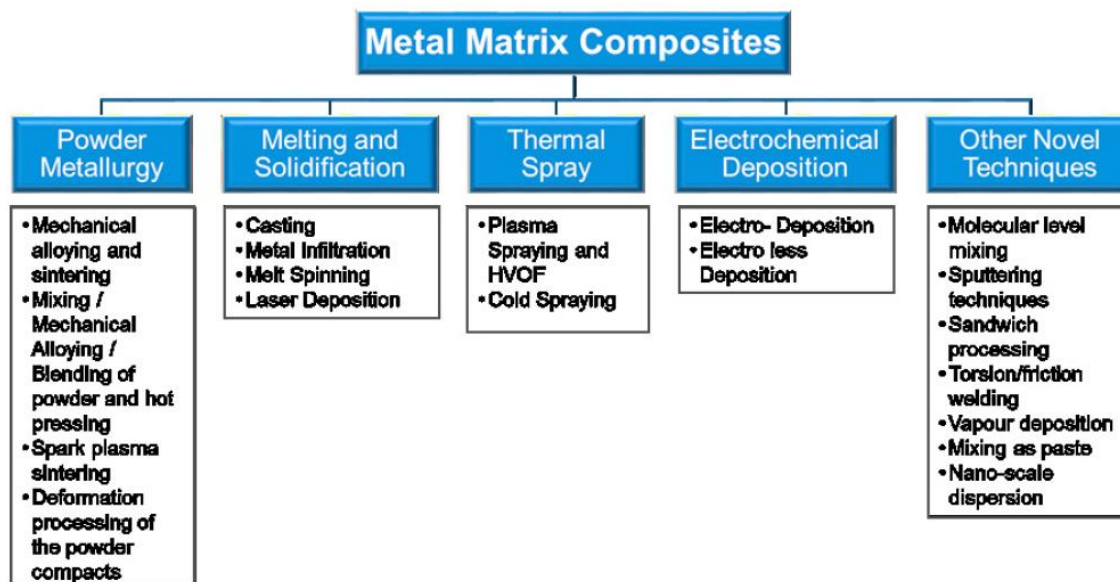 Metal Matrix Composites
Powder
Metallurgy
• Mechanical
alloying and
sintering
• Mixing /
Mechanical
Alloying /
Blending of
powder and hot
pressing
• Spark plasma
sintering
• Deformation
processing of
the powder
compacts
Melting and
Solidification
• Casting
• Metal Infiltration
• Melt Spinning
• Laser Deposition
Thermal
Spray
• Plasma
Spraying and
HVOF
• Cold Spraying
Electrochemical
Deposition
• Electro- Deposition
• Electro less
Deposition
Other Novel
Techniques
• Molecular level
mixing
• Sputtering
techniques
• Sandwich
processing
• Torsion/friction
welding
• Vapour deposition
• Mixing as paste
• Nano-scale
dispersion